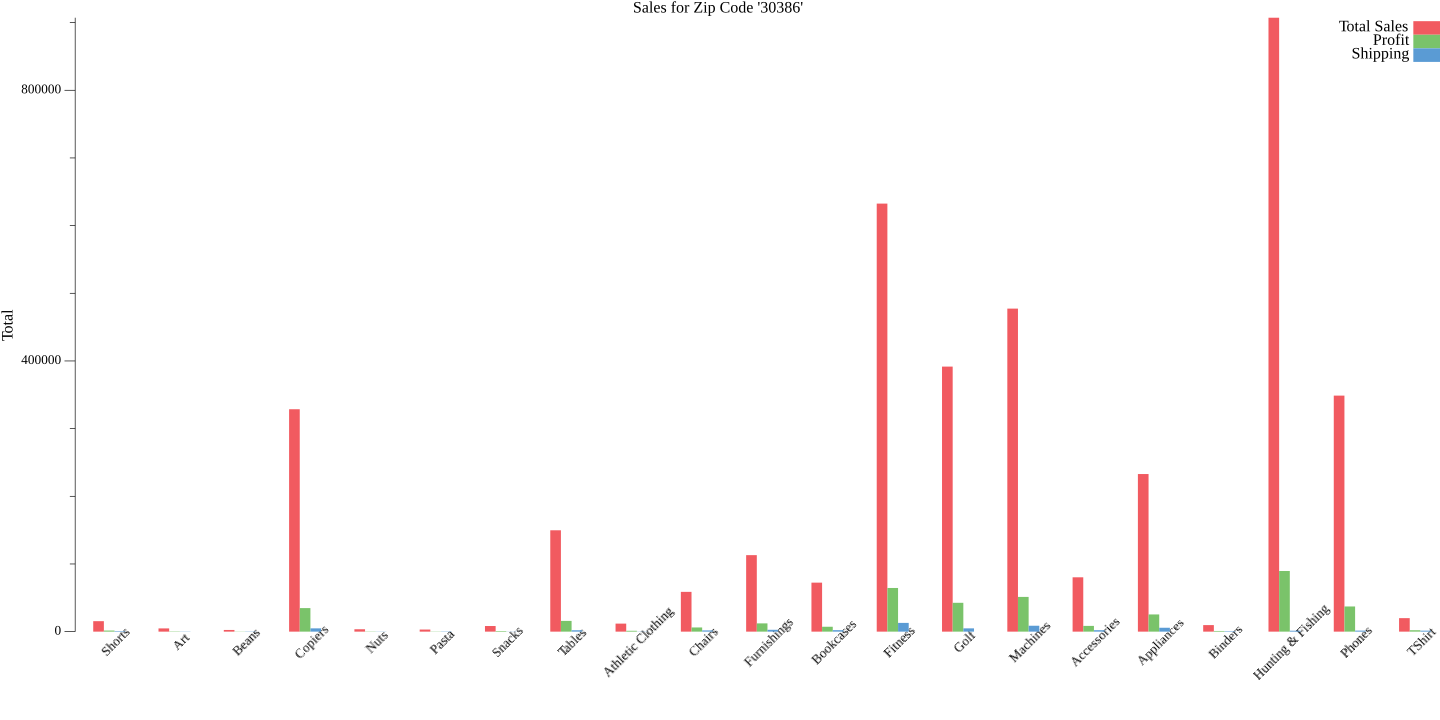 Sales for Zip Code '30386'
Total Sales
Profit
Shipping
800000
400000
0
Total
Shorts
Art
Beans
Copiers
Nuts
Pasta
Snacks
Tables
Athletic Clothing
Chairs
Furnishings
Bookcases
Fitness
Golf
Machines
Accessories
Appliances
Binders
Hunting & Fishing
Phones
TShirt